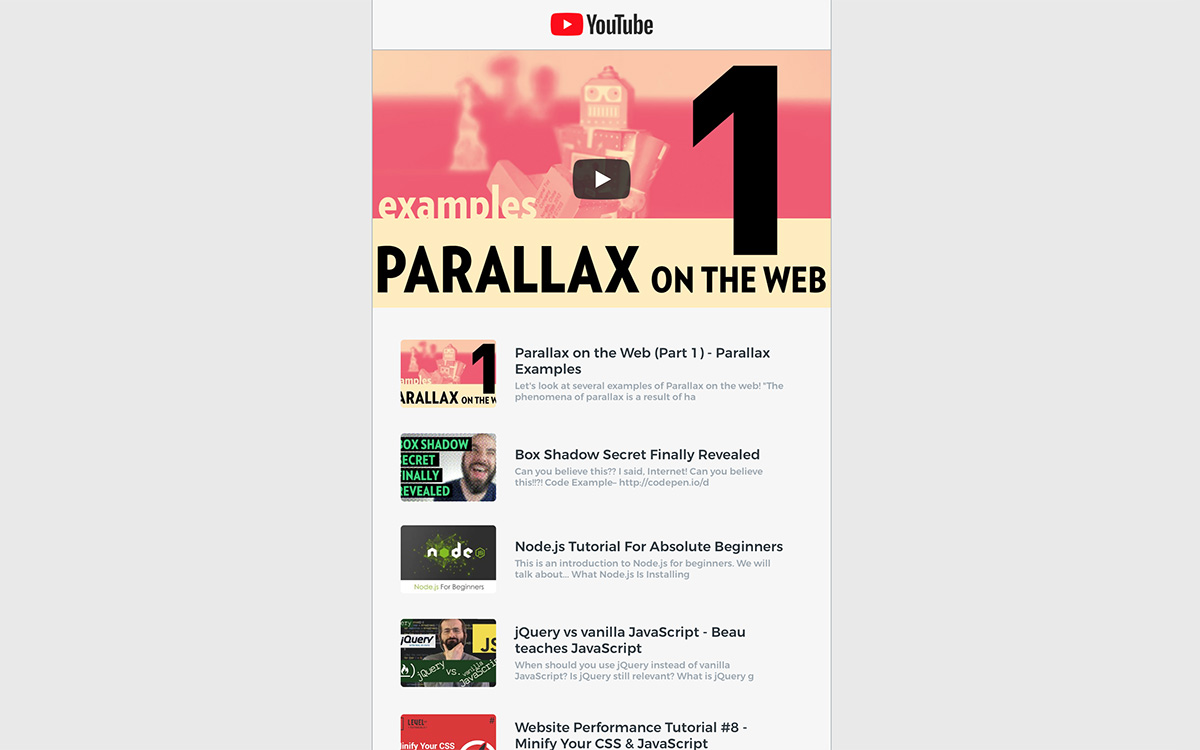 YouTube
1
examples
PARALLAX ON THE WEB
1
PARALLAX ON THE W
Parallax on the Web (Part 1) - Parallax
Examples
Let's look at several examples of Parallax on the web! "The
phenomena of parallax is a result of ha
BOX SHADOW
SECRET
FINALLY
REVEALED
Box Shadow Secret Finally Revealed
Can you believe this?? I said, Internet! Can you believe
this!!?! Code Example– http://codepen.io/d
node
JS
Node.js For Beginners
Node.js Tutorial For Absolute Beginners
This is an introduction to Node.js for beginners. We will
talk about... What Node.js Is Installing
jQuery
JS
jQuery vs. vanilla
JavaScri
jQuery vs vanilla JavaScript - Beau
teaches JavaScript
When should you use jQuery instead of vanilla
JavaScript? Is jQuery still relevant? What is jQuery g
LEVEL
Minify Your CSS
Website Performance Tutorial #8 -
Minify Your CSS & JavaScript